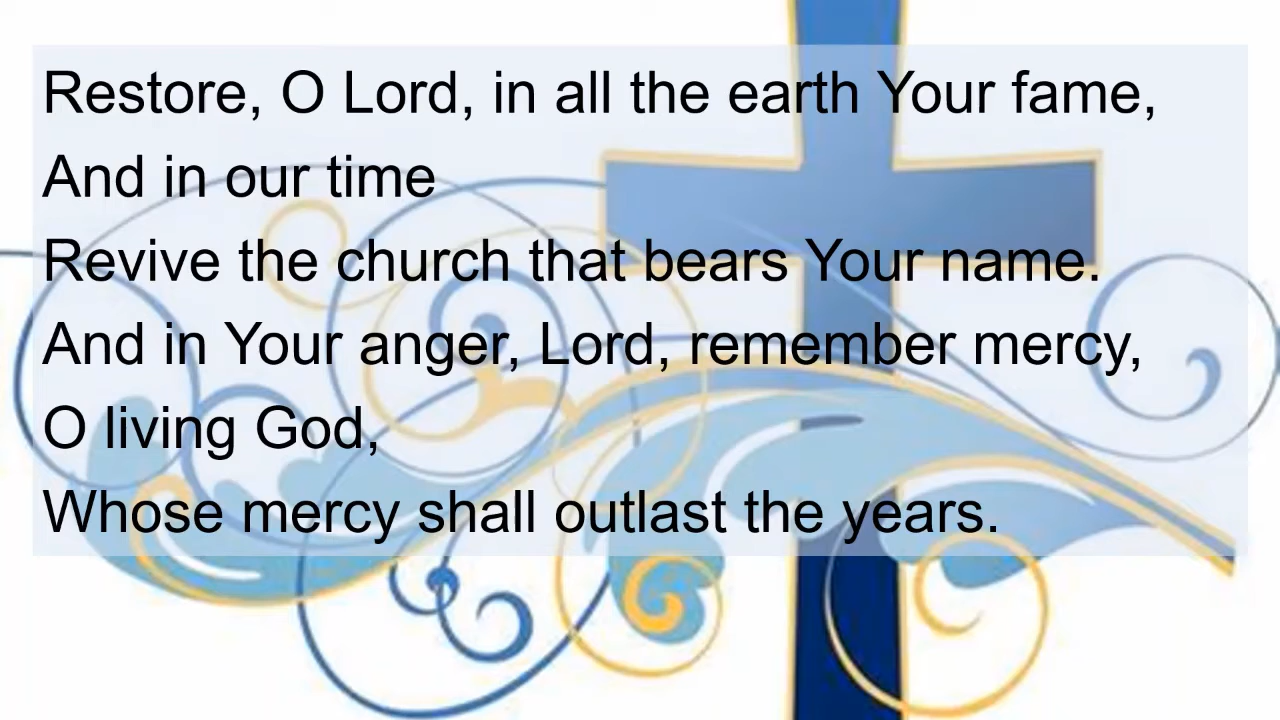 Restore, O Lord, in all the earth Your fame,
And in our time
Revive the church that bears Your name.
And in Your anger, Lord, remember mercy,
O living God,
Whose mercy shall outlast the years.